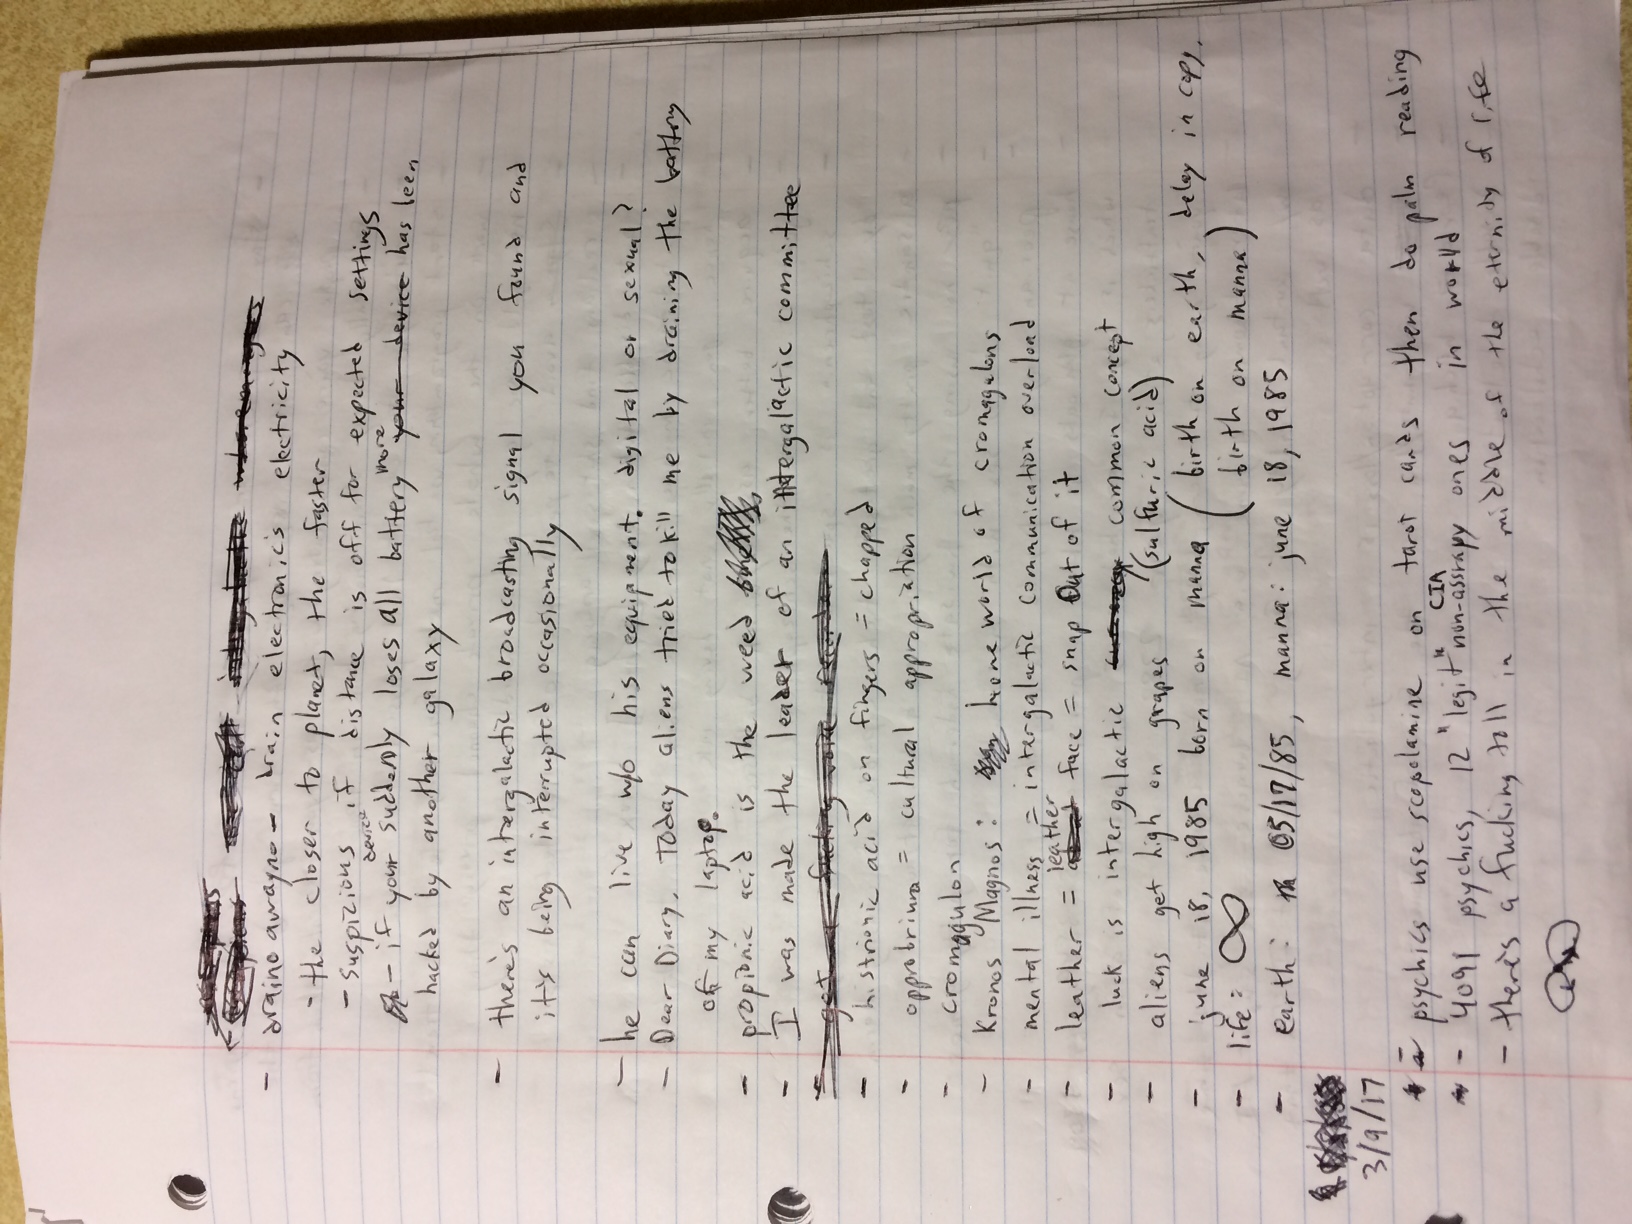 - draino awayno - drain electronic's electricity
- the closer to planet, the faster
- suspicious if distance is off for expected settings
- if your device suddenly loses all battery more your device has been
hacked by another galaxy
- there's an intergalactic broadcasting signal you found and
it's being interrupted occasionally
- he can live w/o his equipment. digital or sexual?
- Dear Diary, Today aliens tried to kill me by draining the battery
of my laptop.
- propionic acid is the weed
- I was made the leader of an intergalactic committee
- get a fucking voice recorder
- histrionic acid on fingers = chapped
- opprobrium = cultural appropriation
- cromagulon
- Kronos Magnos: home world of cromagulons
- mental illness = intergalactic communication overload
- leather = leather face = snap out of it
- luck is intergalactic currency common concept
- aliens get high on grapes (sulfuric acid)
- june 18, 1985 born on manna (birth on earth, delay in copy,
- life: ∞ birth on manna)
- earth: 05/17/85, manna: june 18, 1985
3/9/17
- psychics use scopolamine on tarot cards then do palm reading
- 4091 psychics, 12 "legit" CIA non-assrapy ones in world
- there's a fucking toll in the middle of the eternity of life
∞